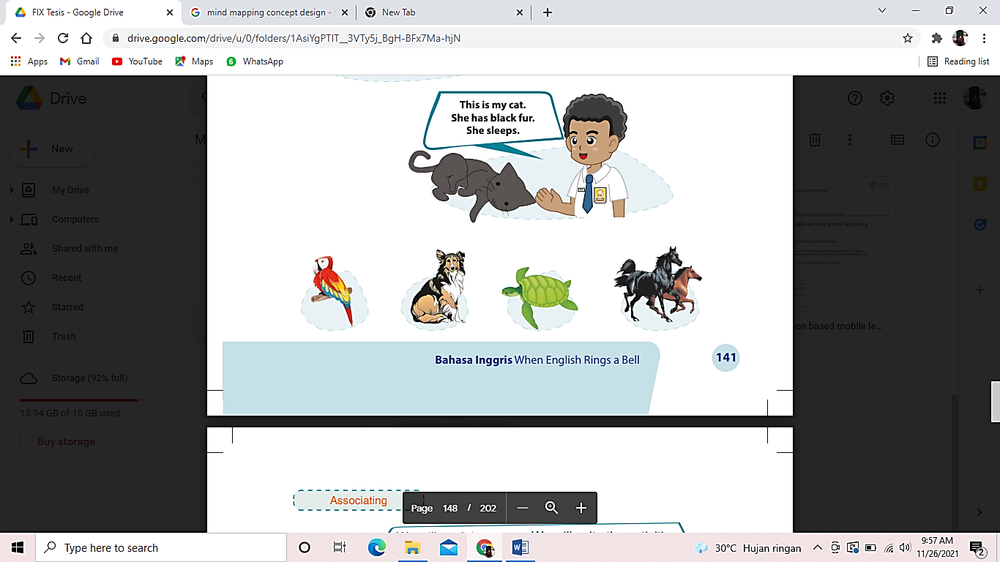 FIX Tesis - Google Drive
mind mapping concept design -
New Tab
drive.google.com/drive/u/0/folders/1AsiYgPTIT__3VTy5j_BgH-BFx7Ma-hjN
Apps Gmail YouTube Maps WhatsApp Reading list
Drive
New
My Drive
Computers
Shared with me
Recent
Starred
Trash
Storage (92% full)
13.94 GB of 15 GB used
Buy storage
This is my cat.
She has black fur.
She sleeps.
Bahasa Inggris When English Rings a Bell
141
Associating
Page 148 / 202
Type here to search
30°C Hujan ringan
9:57 AM
11/26/2021
2